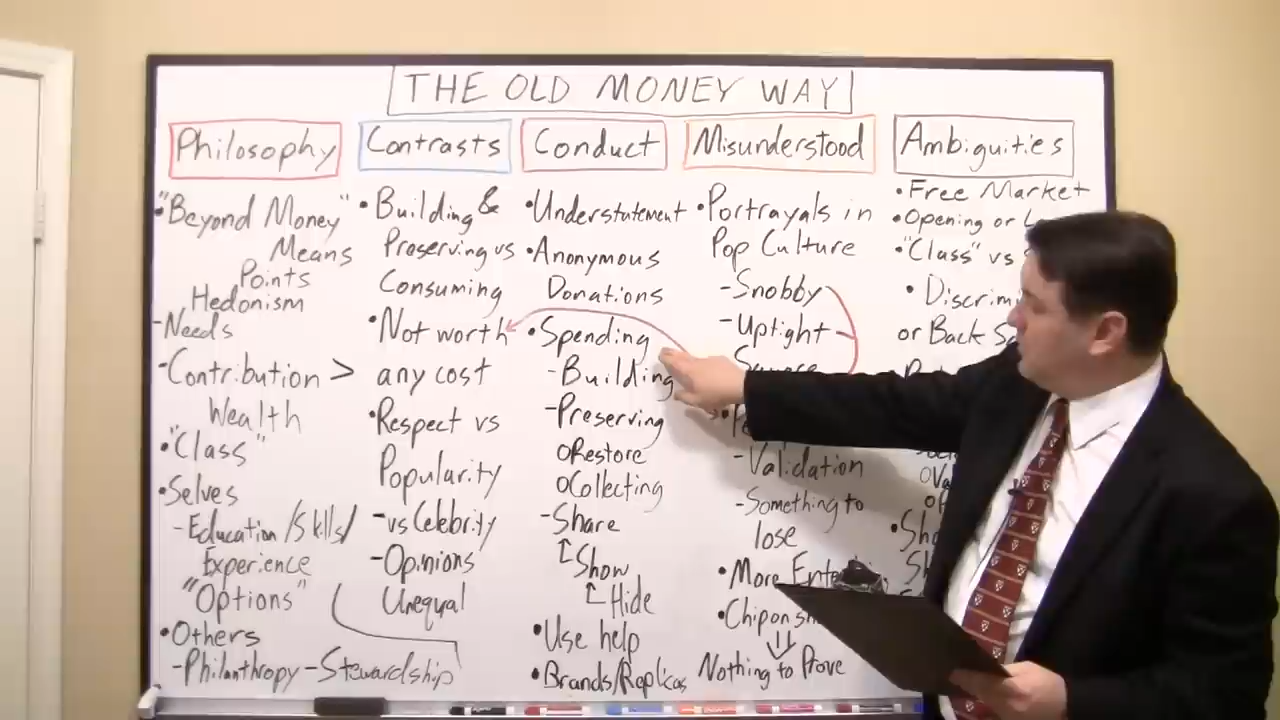 THE OLD MONEY WAY
Philosophy
"Beyond Money"
Means
Points
Hedonism
-Needs
-Contribution >
Wealth
•"Class"
•Selves
-Education/Skills/
Experience
"Options"
•Others
-Philanthropy-Stewardship
Contrasts
•Building &
Preserving vs
Consuming
•Not worth
any cost
•Respect vs
Popularity
-vs Celebrity
-Opinions
Unequal
Conduct
•Understatement
•Anonymous
Donations
•Spending
-Building
-Preserving
oRestore
oCollecting
-Share
Show
Hide
•Use help
•Brands/Replicas
Misunderstood
•Portrayals in
Pop Culture
-Snobby
-Uptight
-Validation
-Something to
lose
•More
•Chip on
Nothing to Prove
Ambiguities
•Free Market
•Opening or
•"Class" vs
or Back